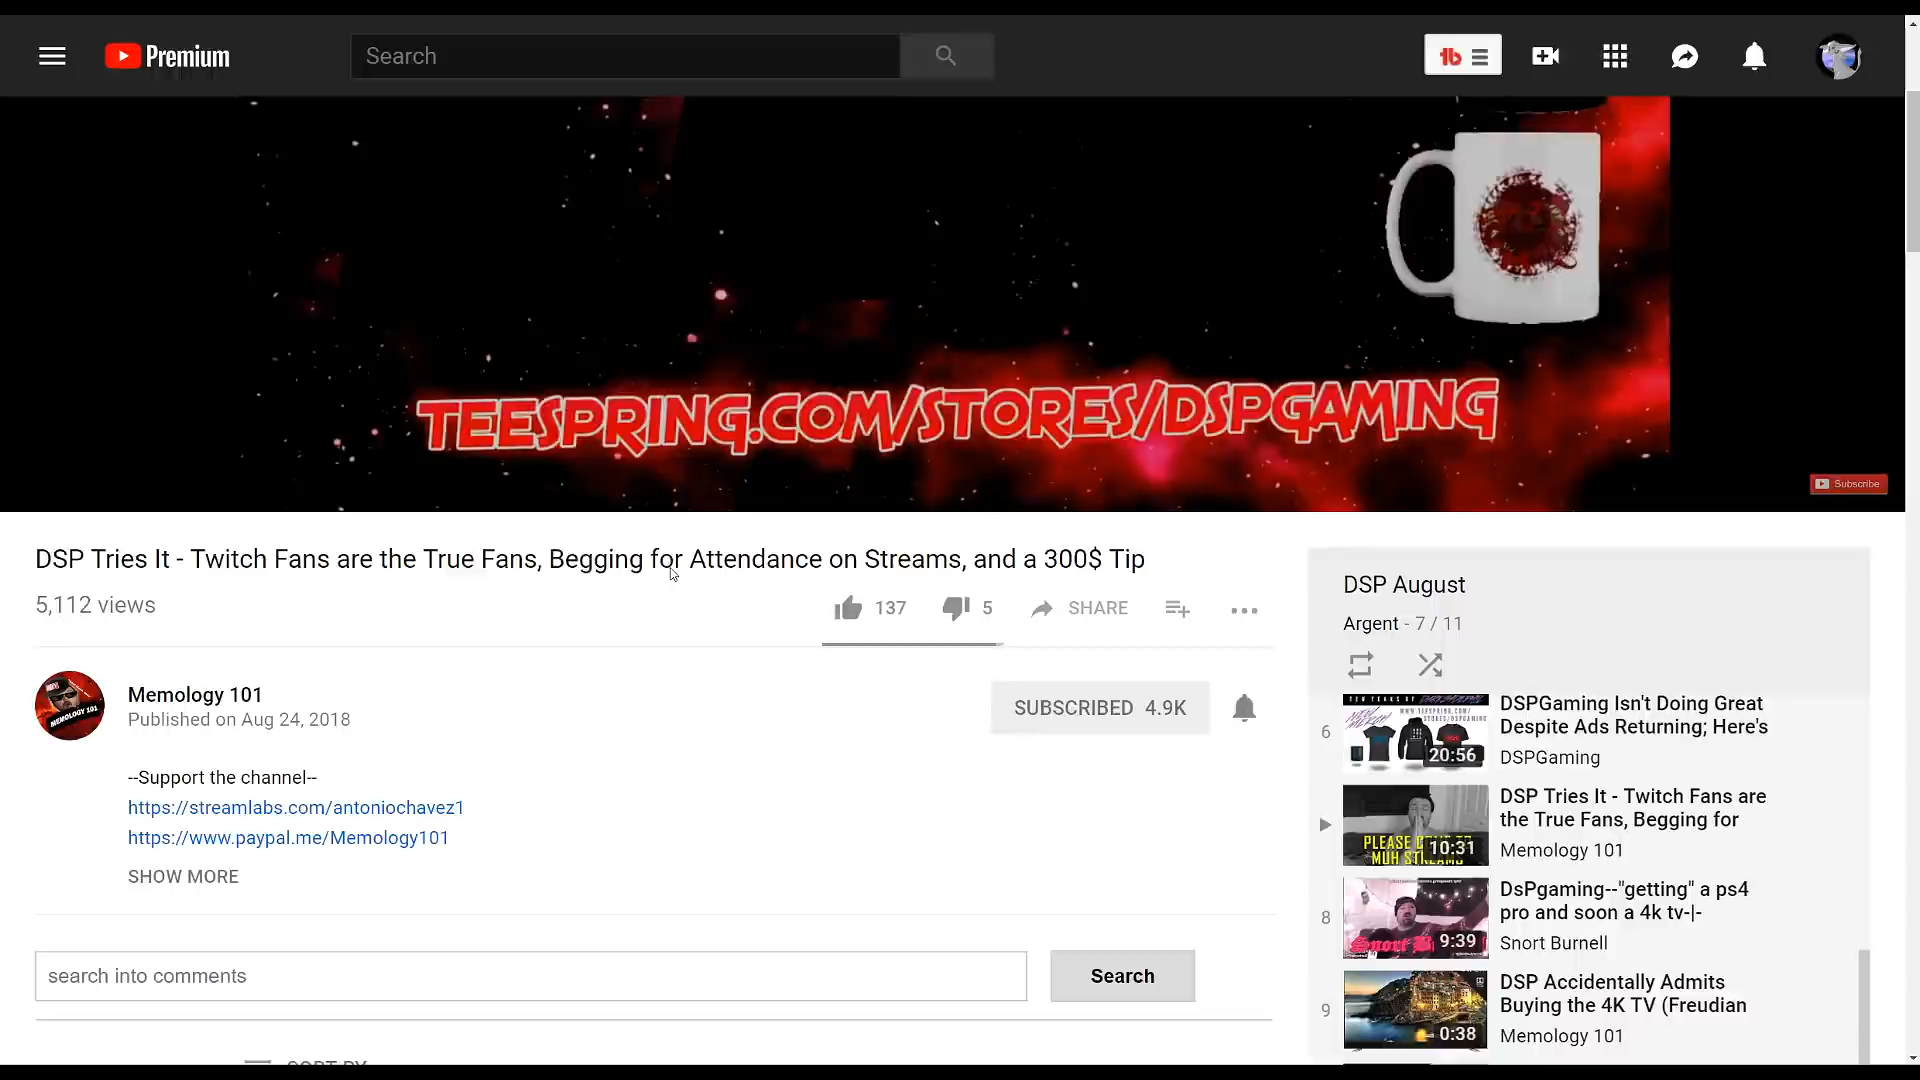 Premium
Search
TEESPRING.COM/STORES/DSPGAMING
Subscribe
DSP Tries It - Twitch Fans are the True Fans, Begging for Attendance on Streams, and a 300$ Tip
5,112 views
137
5
SHARE
Memology 101
Published on Aug 24, 2018
SUBSCRIBED 4.9K
--Support the channel--
https://streamlabs.com/antoniochavez1
https://www.paypal.me/Memology101
SHOW MORE
search into comments
Search
SORT BY
DSP August
Argent - 7 / 11
6
20:56
DSPGaming Isn't Doing Great
Despite Ads Returning; Here's
DSPGaming
10:31
DSP Tries It - Twitch Fans are
the True Fans, Begging for
Memology 101
8
9:39
DsPgaming--"getting" a ps4
pro and soon a 4k tv-|-
Snort Burnell
9
0:38
DSP Accidentally Admits
Buying the 4K TV (Freudian
Memology 101